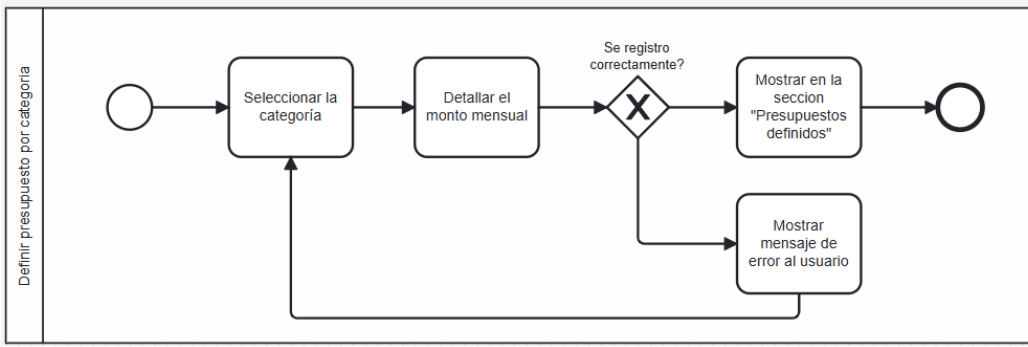 Definir presupuesto por categoria
Seleccionar la
categoría
Detallar el
monto mensual
Se registro
correctamente?
Mostrar en la
seccion
"Presupuestos
definidos"
Mostrar
mensaje de
error al usuario